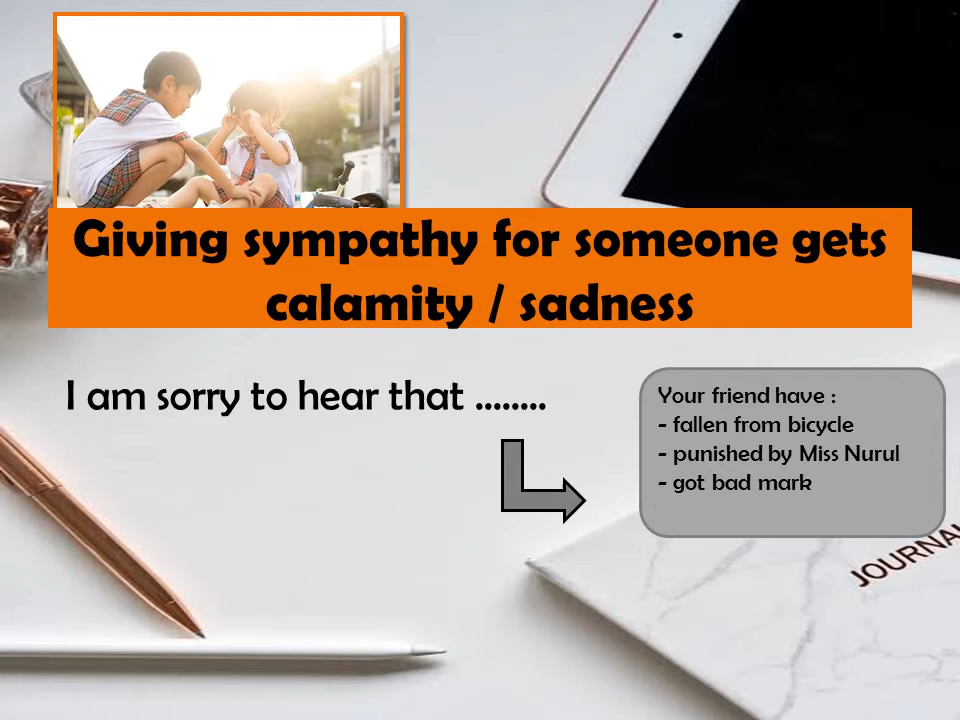 Giving sympathy for someone gets
calamity / sadness
I am sorry to hear that ........
Your friend have :
- fallen from bicycle
- punished by Miss Nurul
- got bad mark
JOURNAL